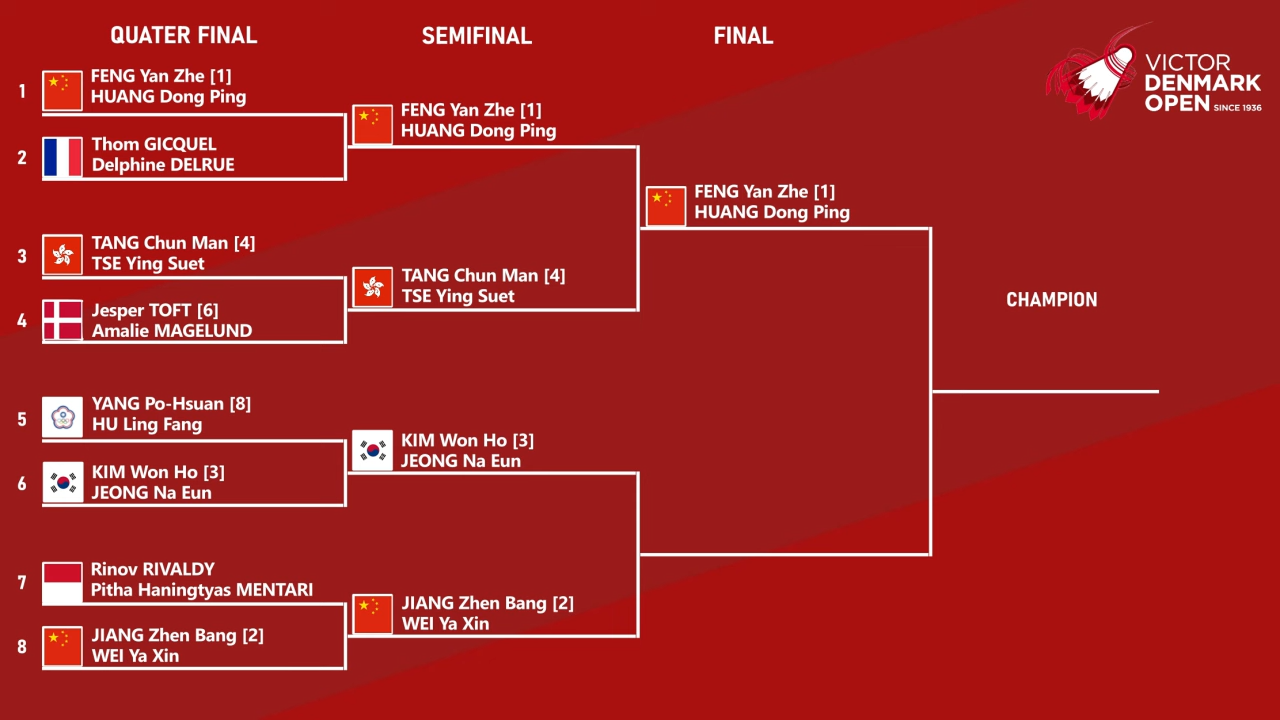 QUATER FINAL
SEMIFINAL
FINAL
VICTOR
DENMARK
OPEN SINCE 1936
1
FENG Yan Zhe [1]
HUANG Dong Ping
2
Thom GICQUEL
Delphine DELRUE
3
TANG Chun Man [4]
TSE Ying Suet
4
Jesper TOFT [6]
Amalie MAGELUND
5
YANG Po-Hsuan [8]
HU Ling Fang
6
KIM Won Ho [3]
JEONG Na Eun
7
Rinov RIVALDY
Pitha Haningtyas MENTARI
8
JIANG Zhen Bang [2]
WEI Ya Xin
FENG Yan Zhe [1]
HUANG Dong Ping
TANG Chun Man [4]
TSE Ying Suet
KIM Won Ho [3]
JEONG Na Eun
JIANG Zhen Bang [2]
WEI Ya Xin
FENG Yan Zhe [1]
HUANG Dong Ping
CHAMPION